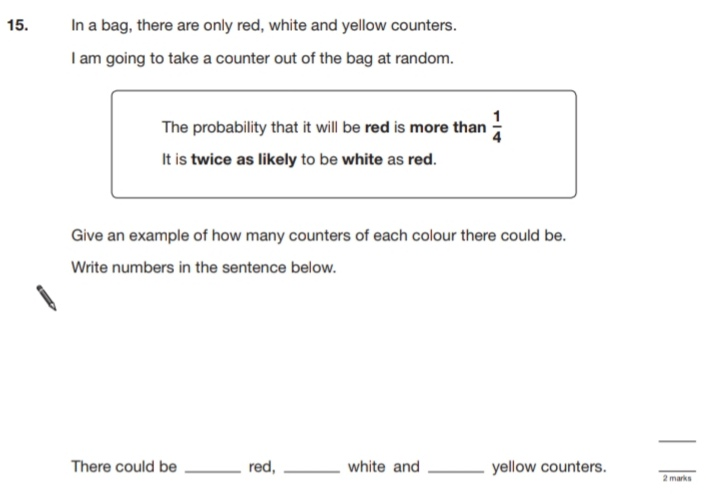 15. In a bag, there are only red, white and yellow counters.
I am going to take a counter out of the bag at random.
The probability that it will be red is more than 1/4
It is twice as likely to be white as red.
Give an example of how many counters of each colour there could be.
Write numbers in the sentence below.
There could be ______ red, ______ white and ______ yellow counters.
2 marks